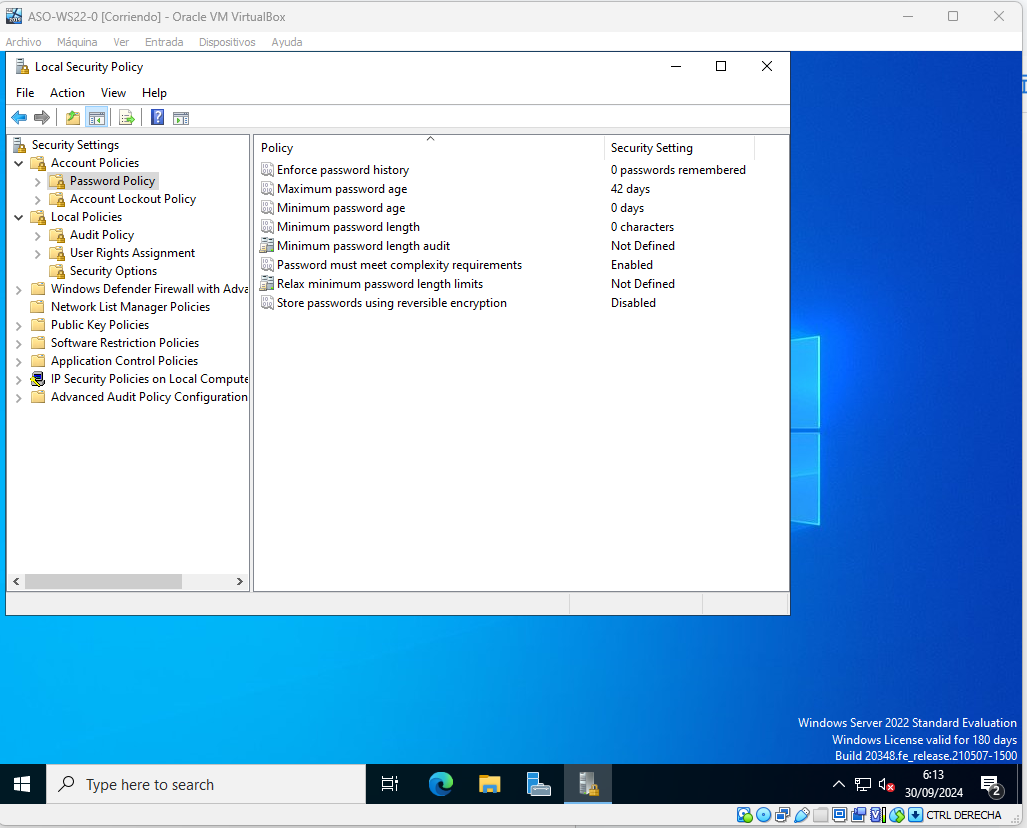 ASO-WS22-0 [Corriendo] - Oracle VM VirtualBox
Archivo Máquina Ver Entrada Dispositivos Ayuda
Local Security Policy
File Action View Help
Security Settings
Account Policies
Password Policy
Account Lockout Policy
Local Policies
Audit Policy
User Rights Assignment
Security Options
Windows Defender Firewall with Adva
Network List Manager Policies
Public Key Policies
Software Restriction Policies
Application Control Policies
IP Security Policies on Local Compute
Advanced Audit Policy Configuration
Policy Security Setting
Enforce password history 0 passwords remembered
Maximum password age 42 days
Minimum password age 0 days
Minimum password length 0 characters
Minimum password length audit Not Defined
Password must meet complexity requirements Enabled
Relax minimum password length limits Not Defined
Store passwords using reversible encryption Disabled
Windows Server 2022 Standard Evaluation
Windows License valid for 180 days
Build 20348.fe_release.210507-1500
Type here to search
6:13
30/09/2024
2
CTRL DERECHA